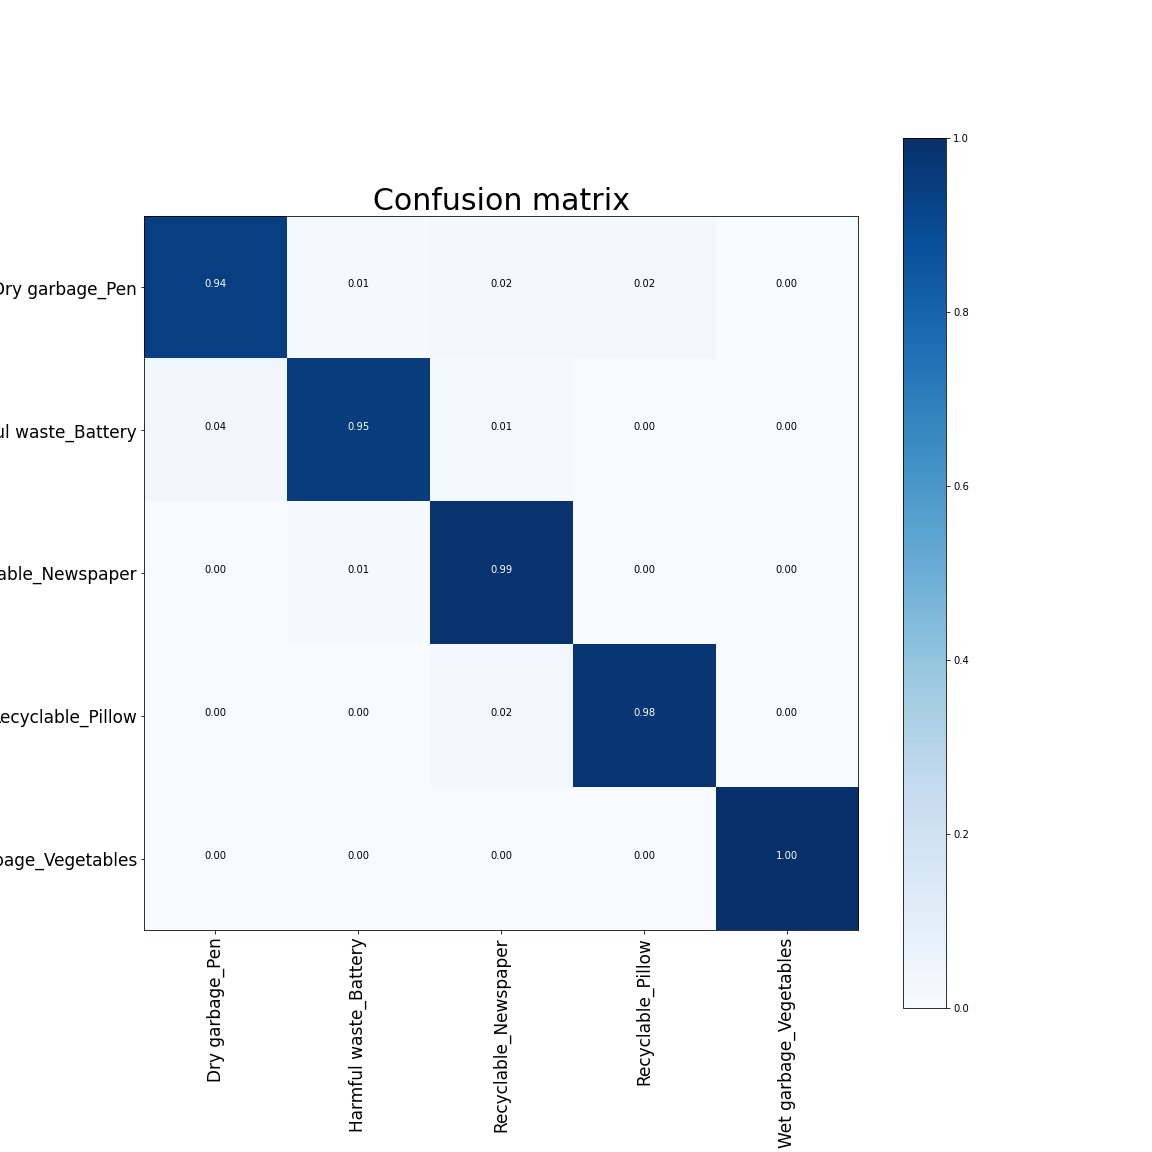 Confusion matrix
1.0
0.8
0.6
0.4
0.2
0.0
Dry garbage_Pen 0.94 0.01 0.02 0.02 0.00
ul waste_Battery 0.04 0.95 0.01 0.00 0.00
able_Newspaper 0.00 0.01 0.99 0.00 0.00
ecyclable_Pillow 0.00 0.00 0.02 0.98 0.00
bage_Vegetables 0.00 0.00 0.00 0.00 1.00
Dry garbage_Pen
Harmful waste_Battery
Recyclable_Newspaper
Recyclable_Pillow
Wet garbage_Vegetables